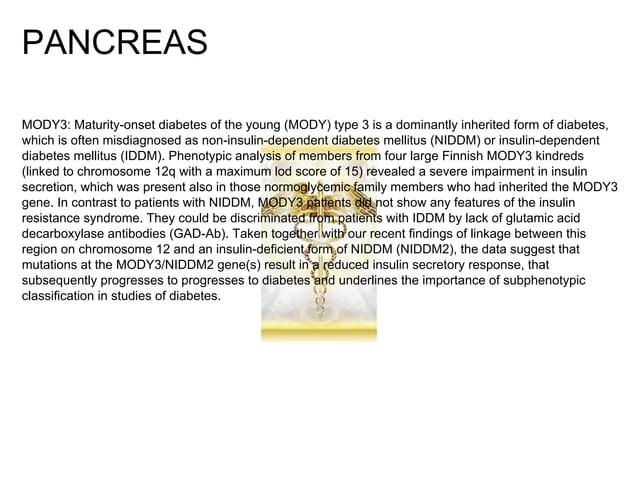 PANCREAS
MODY3: Maturity-onset diabetes of the young (MODY) type 3 is a dominantly inherited form of diabetes,
which is often misdiagnosed as non-insulin-dependent diabetes mellitus (NIDDM) or insulin-dependent
diabetes mellitus (IDDM). Phenotypic analysis of members from four large Finnish MODY3 kindreds
(linked to chromosome 12q with a maximum lod score of 15) revealed a severe impairment in insulin
secretion, which was present also in those normoglycemic family members who had inherited the MODY3
gene. In contrast to patients with NIDDM, MODY3 patients did not show any features of the insulin
resistance syndrome. They could be discriminated from patients with IDDM by lack of glutamic acid
decarboxylase antibodies (GAD-Ab). Taken together with our recent findings of linkage between this
region on chromosome 12 and an insulin-deficient form of NIDDM (NIDDM2), the data suggest that
mutations at the MODY3/NIDDM2 gene(s) result in a reduced insulin secretory response, that
subsequently progresses to progresses to diabetes and underlines the importance of subphenotypic
classification in studies of diabetes.